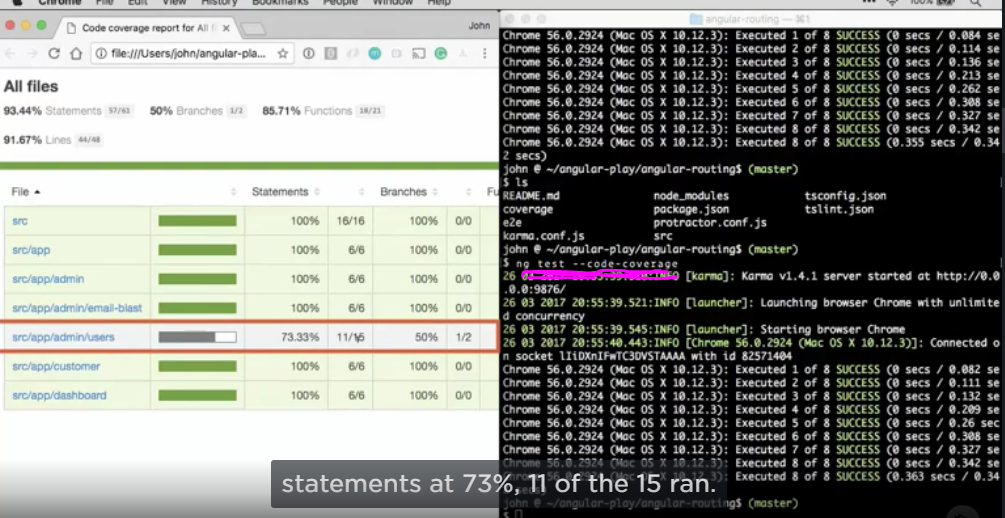 Chrome File Edit View History Bookmarks People Window Help
100%
Code coverage report for All fi
John
file:///Users/john/angular-pla...
All files
93.44% Statements 57/61 50% Branches 1/2 85.71% Functions 18/21
91.67% Lines 44/48
File Statements Branches Fu
src 100% 16/16 100% 0/0
src/app 100% 6/6 100% 0/0
src/app/admin 100% 6/6 100% 0/0
src/app/admin/email-blast 100% 6/6 100% 0/0
src/app/admin/users 73.33% 11/15 50% 1/2
src/app/customer 100% 6/6 100% 0/0
src/app/dashboard 100% 6/6 100% 0/0
angular-routing — ⌘1
Chrome 56.0.2924 (Mac OS X 10.12.3): Executed 1 of 8 SUCCESS (0 secs / 0.084 se
Chrome 56.0.2924 (Mac OS X 10.12.3): Executed 2 of 8 SUCCESS (0 secs / 0.114 se
Chrome 56.0.2924 (Mac OS X 10.12.3): Executed 3 of 8 SUCCESS (0 secs / 0.136 se
Chrome 56.0.2924 (Mac OS X 10.12.3): Executed 4 of 8 SUCCESS (0 secs / 0.213 se
Chrome 56.0.2924 (Mac OS X 10.12.3): Executed 5 of 8 SUCCESS (0 secs / 0.262 se
Chrome 56.0.2924 (Mac OS X 10.12.3): Executed 6 of 8 SUCCESS (0 secs / 0.308 se
Chrome 56.0.2924 (Mac OS X 10.12.3): Executed 7 of 8 SUCCESS (0 secs / 0.327 se
Chrome 56.0.2924 (Mac OS X 10.12.3): Executed 8 of 8 SUCCESS (0 secs / 0.342 se
Chrome 56.0.2924 (Mac OS X 10.12.3): Executed 8 of 8 SUCCESS (0.355 secs / 0.34
2 secs)
john @ ~/angular-play/angular-routing$ (master)
$ ls
README.md node_modules tsconfig.json
coverage package.json tslint.json
e2e protractor.conf.js
karma.conf.js src
john @ ~/angular-play/angular-routing$ (master)
$ ng test --code-coverage
26 03 :INFO [karma]: Karma v1.4.1 server started at http://0.0
.0.0:9876/
26 03 2017 20:55:39.521:INFO [launcher]: Launching browser Chrome with unlimite
d concurrency
26 03 2017 20:55:39.545:INFO [launcher]: Starting browser Chrome
26 03 2017 20:55:40.443:INFO [Chrome 56.0.2924 (Mac OS X 10.12.3)]: Connected o
n socket lIiDXnIFwTC3DVSTAAAA with id 82571404
Chrome 56.0.2924 (Mac OS X 10.12.3): Executed 1 of 8 SUCCESS (0 secs / 0.082 se
Chrome 56.0.2924 (Mac OS X 10.12.3): Executed 2 of 8 SUCCESS (0 secs / 0.111 se
Chrome 56.0.2924 (Mac OS X 10.12.3): Executed 3 of 8 SUCCESS (0 secs / 0.132 se
Chrome 56.0.2924 (Mac OS X 10.12.3): Executed 4 of 8 SUCCESS (0 secs / 0.209 se
Chrome 56.0.2924 (Mac OS X 10.12.3): Executed 5 of 8 SUCCESS (0 secs / 0.26 sec
Chrome 56.0.2924 (Mac OS X 10.12.3): Executed 6 of 8 SUCCESS (0 secs / 0.308 se
Chrome 56.0.2924 (Mac OS X 10.12.3): Executed 7 of 8 SUCCESS (0 secs / 0.327 se
Chrome 56.0.2924 (Mac OS X 10.12.3): Executed 8 of 8 SUCCESS (0 secs / 0.342 se
Chrome 56.0.2924 (Mac OS X 10.12.3): Executed 8 of 8 SUCCESS (0.363 secs / 0.34
john @ ~/angular-play/angular-routing$ (master)
$
statements at 73%, 11 of the 15 ran.